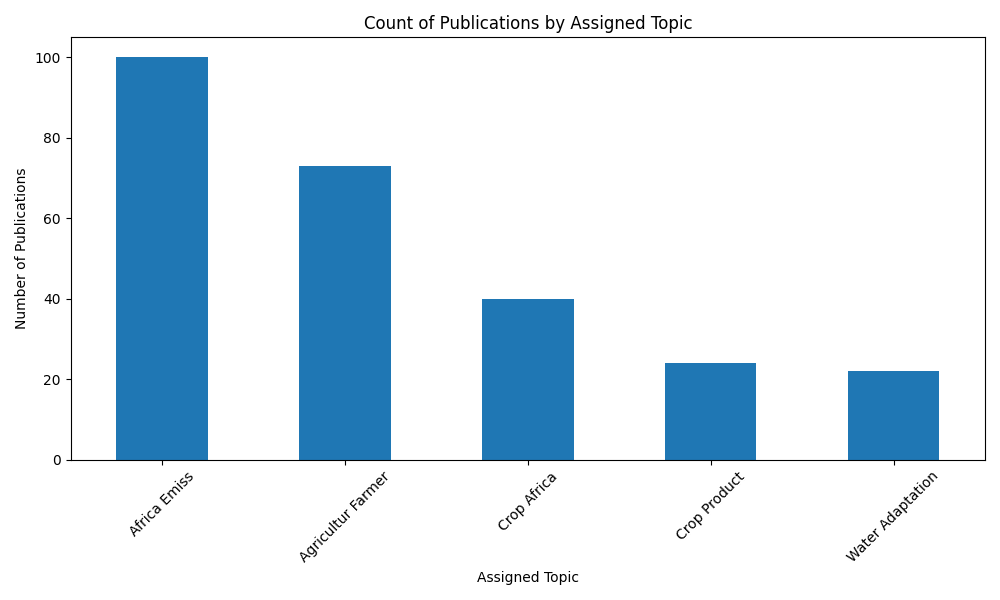 Count of Publications by Assigned Topic
100
80
60
40
20
0
Number of Publications
Africa Emiss
Agricultur Farmer
Crop Africa
Crop Product
Water Adaptation
Assigned Topic